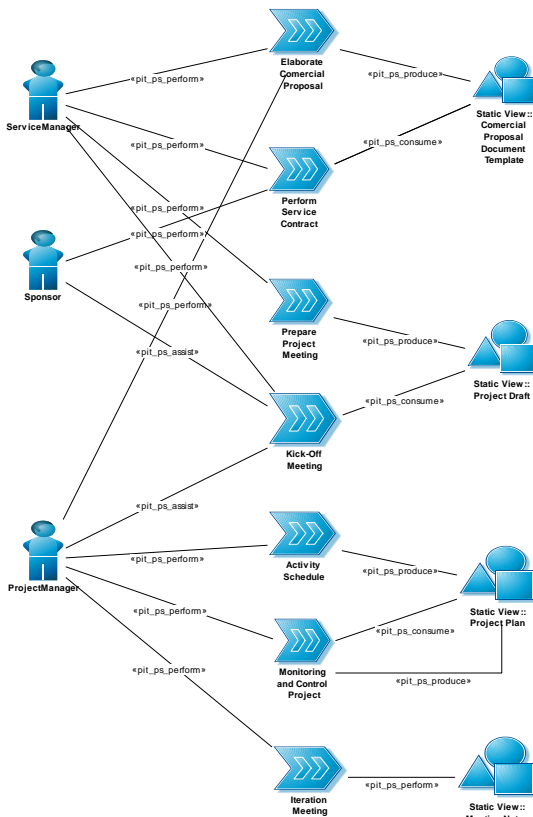 Elaborate
Comercial
Proposal
«pit_ps_perform»
«pit_ps_produce»
ServiceManager
Static View::
Comercial
Proposal
Document
Template
«pit_ps_perform»
«pit_ps_consume»
Perform
Service
Contract
«pit_ps_perform»
«pit_ps_perform»
«pit_ps_perform»
Sponsor
«pit_ps_perform»
Prepare
Project
Meeting
«pit_ps_produce»
«pit_ps_assist»
Static View::
Project Draft
«pit_ps_consume»
Kick-Off
Meeting
«pit_ps_assist»
«pit_ps_perform»
Activity
Schedule
«pit_ps_produce»
ProjectManager
«pit_ps_perform»
Static View::
Project Plan
«pit_ps_consume»
«pit_ps_perform»
Monitoring
and Control
Project
«pit_ps_produce»
Iteration
Meeting
«pit_ps_perform»
Static View::